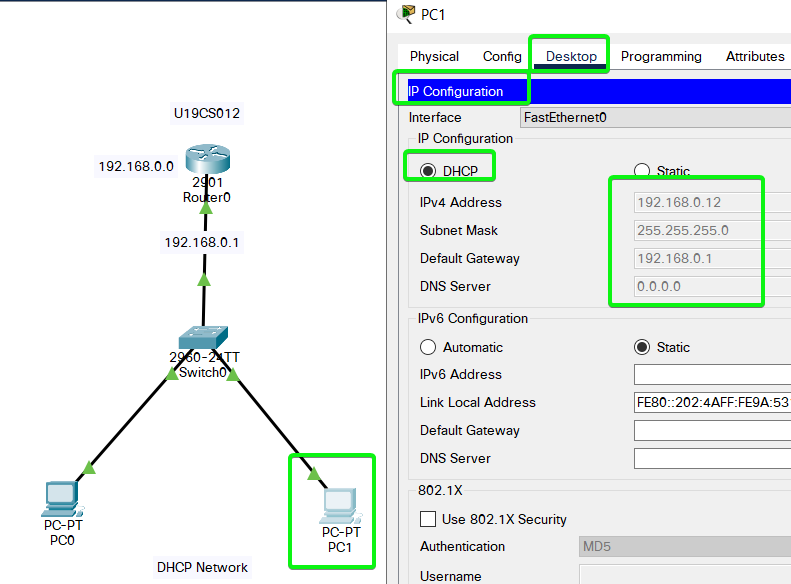 U19CS012
192.168.0.0
2901
Router0
192.168.0.1
2960-24TT
Switch0
PC-PT
PC0
PC-PT
PC1
DHCP Network
PC1
Physical Config Desktop Programming Attributes
IP Configuration
Interface FastEthernet0
IP Configuration
DHCP Static
IPv4 Address 192.168.0.12
Subnet Mask 255.255.255.0
Default Gateway 192.168.0.1
DNS Server 0.0.0.0
IPv6 Configuration
Automatic Static
IPv6 Address
Link Local Address FE80::202:4AFF:FE9A:53
Default Gateway
DNS Server
802.1X
Use 802.1X Security
Authentication MD5
Username